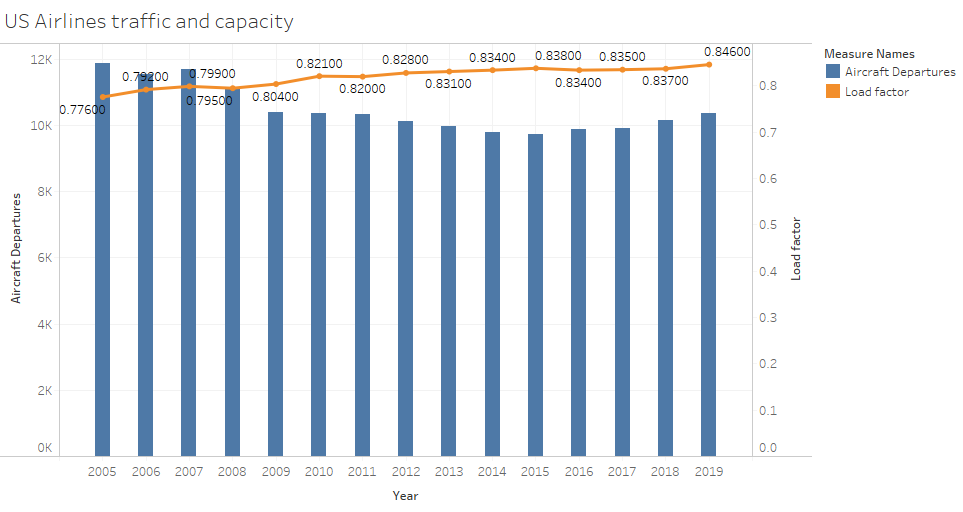 US Airlines traffic and capacity
Measure Names
Aircraft Departures
Load factor
Aircraft Departures
12K
10K
8K
6K
4K
2K
0K
0.77600
0.79200
0.79900
0.79500
0.80400
0.82100
0.82000
0.82800
0.83100
0.83400
0.83800
0.83400
0.83500
0.83700
0.84600
0.8
0.7
0.6
0.5
0.4
0.3
0.2
0.1
0.0
Load factor
2005 2006 2007 2008 2009 2010 2011 2012 2013 2014 2015 2016 2017 2018 2019
Year